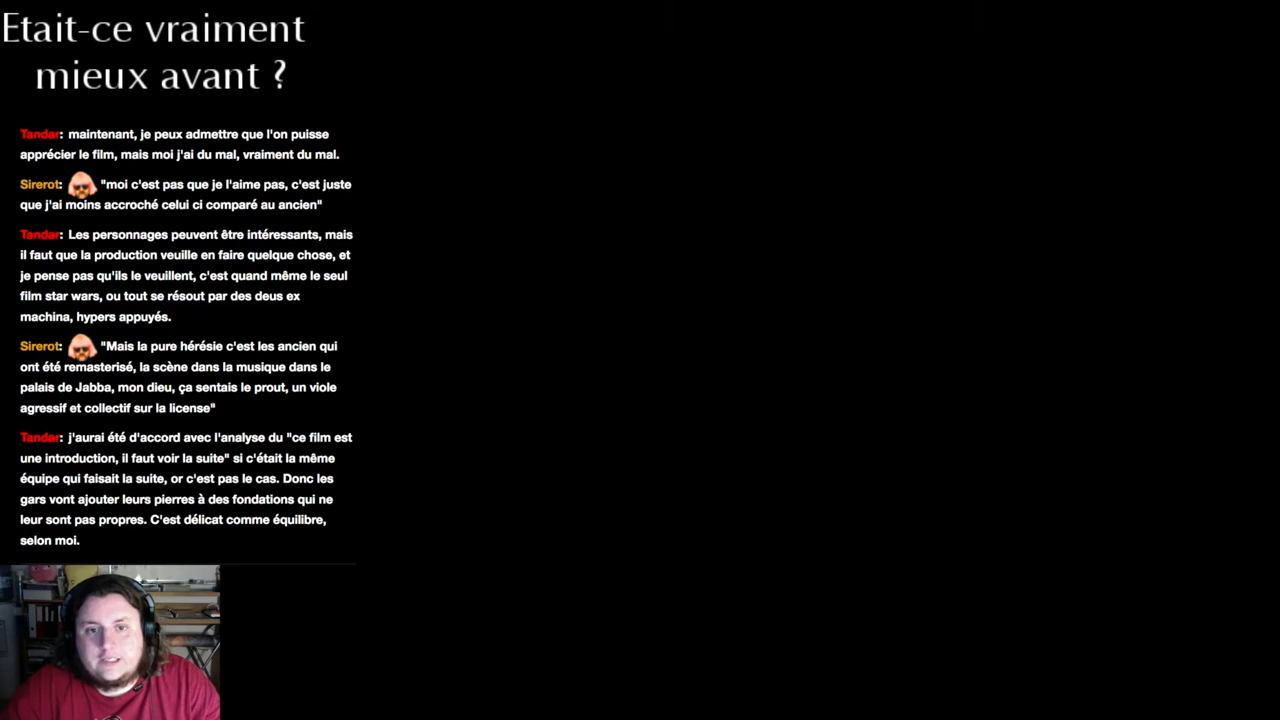 Etait-ce vraiment
mieux avant ?
Tandar: maintenant, je peux admettre que l'on puisse
apprécier le film, mais moi j'ai du mal, vraiment du mal.
Sirerot: "moi c'est pas que je l'aime pas, c'est juste
que j'ai moins accroché celui ci comparé au ancien"
Tandar: Les personnages peuvent être intéressants, mais
il faut que la production veuille en faire quelque chose, et
je pense pas qu'ils le veuillent, c'est quand même le seul
film star wars, ou tout se résout par des deus ex
machina, hypers appuyés.
Sirerot: "Mais la pure hérésie c'est les ancien qui
ont été remasterisé, la scène dans la musique dans le
palais de Jabba, mon dieu, ça sentais le prout, un viole
agressif et collectif sur la license"
Tandar: j'aurai été d'accord avec l'analyse du "ce film est
une introduction, il faut voir la suite" si c'était la même
équipe qui faisait la suite, or c'est pas le cas. Donc les
gars vont ajouter leurs pierres à des fondations qui ne
leur sont pas propres. C'est délicat comme équilibre,
selon moi.